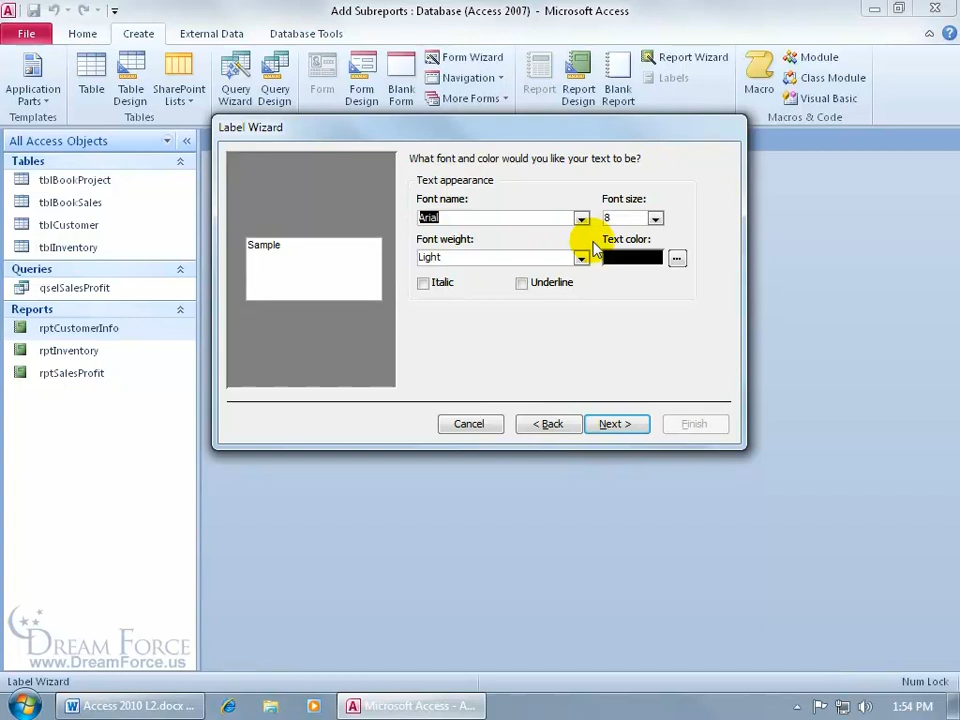 Add Subreports : Database (Access 2007) - Microsoft Access
File Home Create External Data Database Tools
Application Parts
Table
Table Design
SharePoint Lists
Query Wizard
Query Design
Form
Form Design
Blank Form
Form Wizard
Navigation
More Forms
Report
Report Design
Blank Report
Report Wizard
Labels
Macro
Module
Class Module
Visual Basic
Templates Tables Macros & Code
All Access Objects
Tables
tblBookProject
tblBookSales
tblCustomer
tblInventory
Queries
qselSalesProfit
Reports
rptCustomerInfo
rptInventory
rptSalesProfit
Label Wizard
Sample
What font and color would you like your text to be?
Text appearance
Font name: Font size:
Arial 8
Font weight: Text color:
Light
Italic Underline
Cancel < Back Next > Finish
DREAM FORCE
www.DreamForce.us
Label Wizard Num Lock
Access 2010 L2.docx ... Microsoft Access - A... 1:54 PM